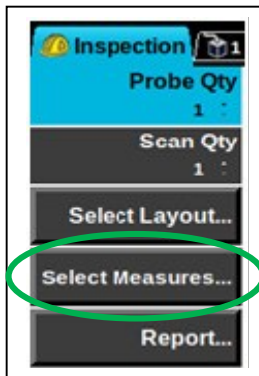 Inspection 1
Probe Qty
1
Scan Qty
1
Select Layout...
Select Measures...
Report...